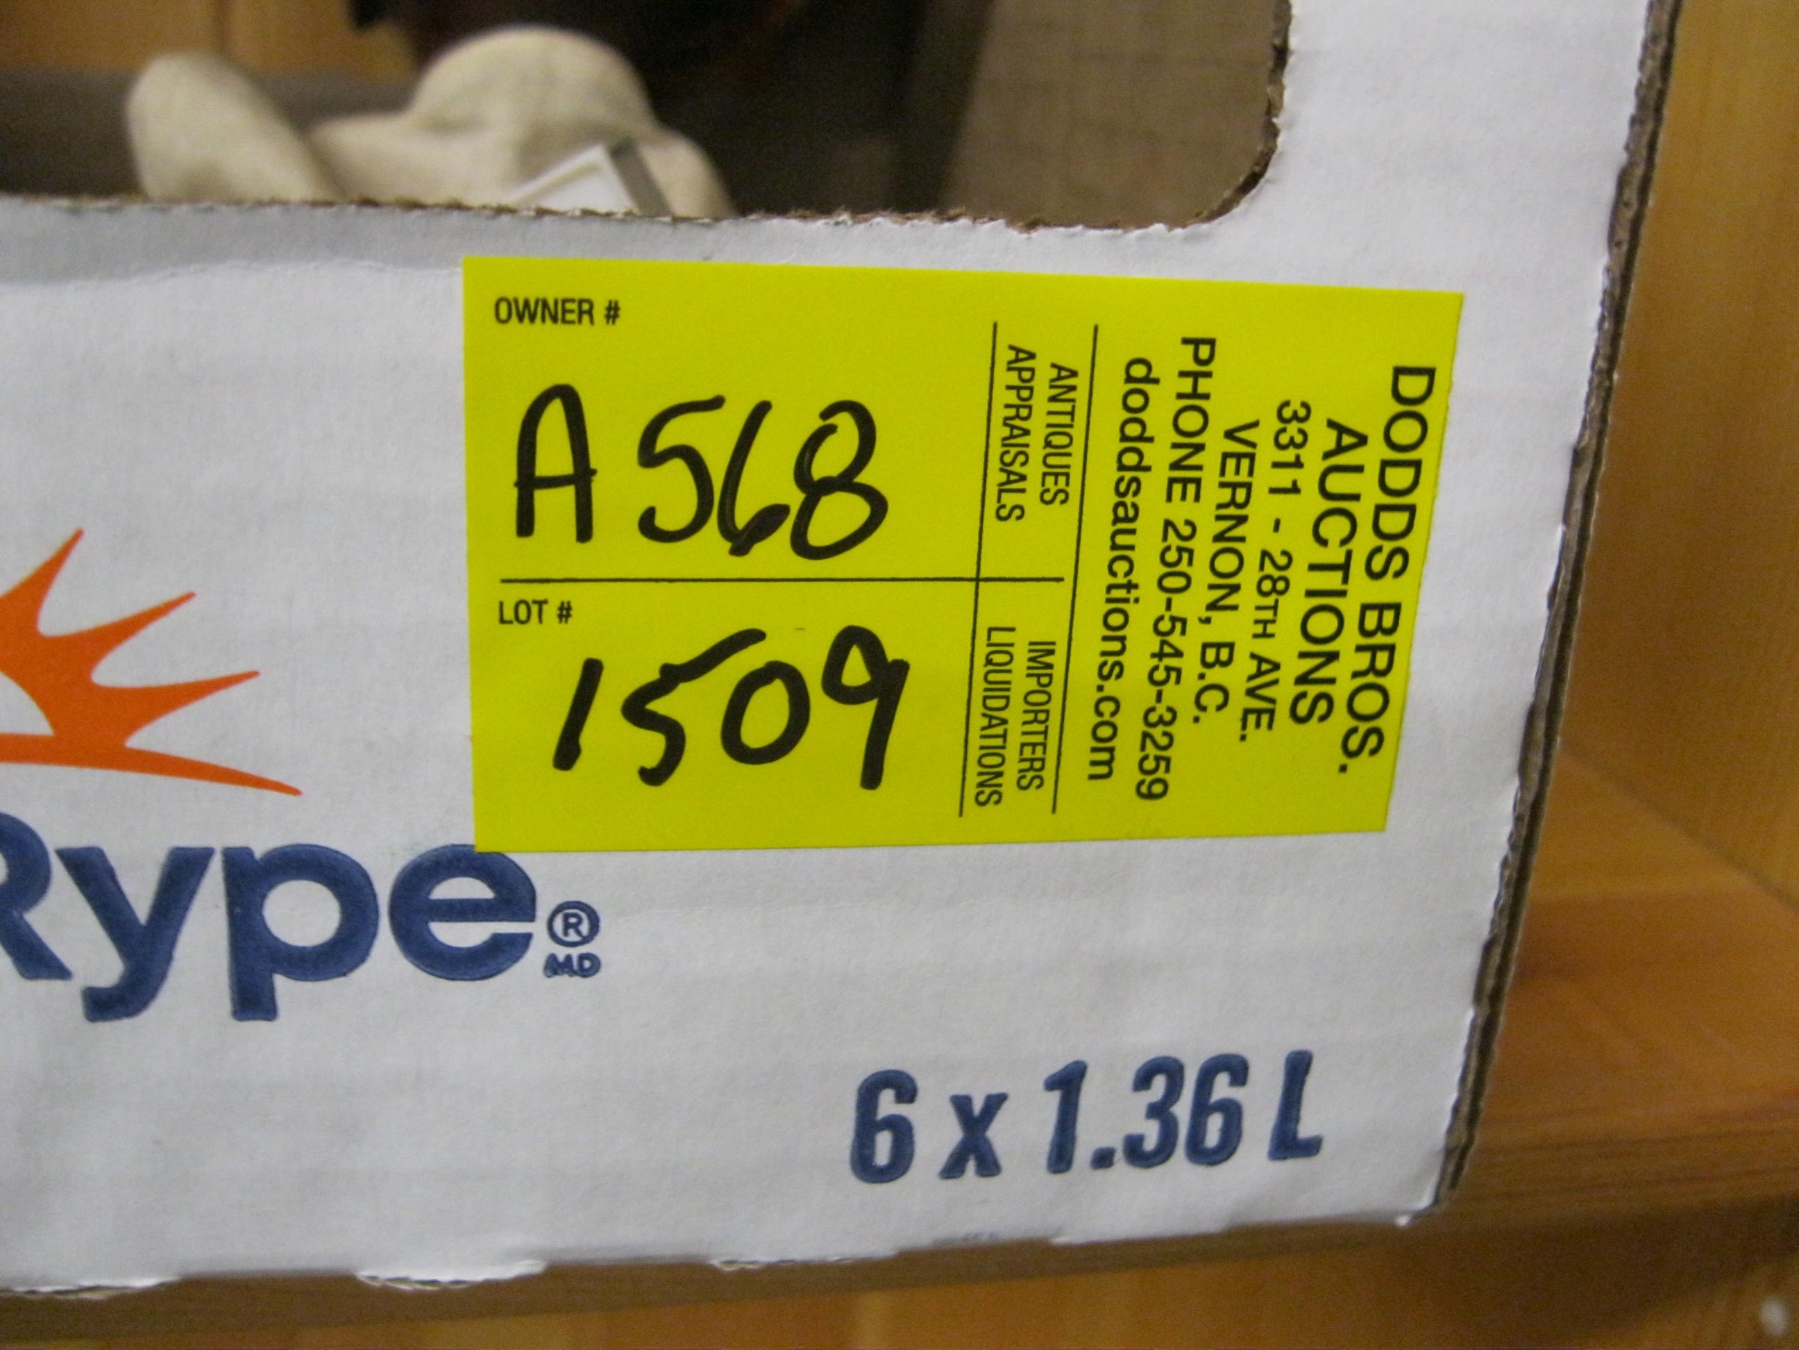 OWNER #
A 568
LOT #
1509
ANTIQUES
APPRAISALS
IMPORTERS
LIQUIDATIONS
DODDS BROS.
AUCTIONS
3311 - 28TH AVE.
VERNON, B.C.
PHONE 250-545-3259
doddsauctions.com
Rype®
MD
6 x 1.36 L